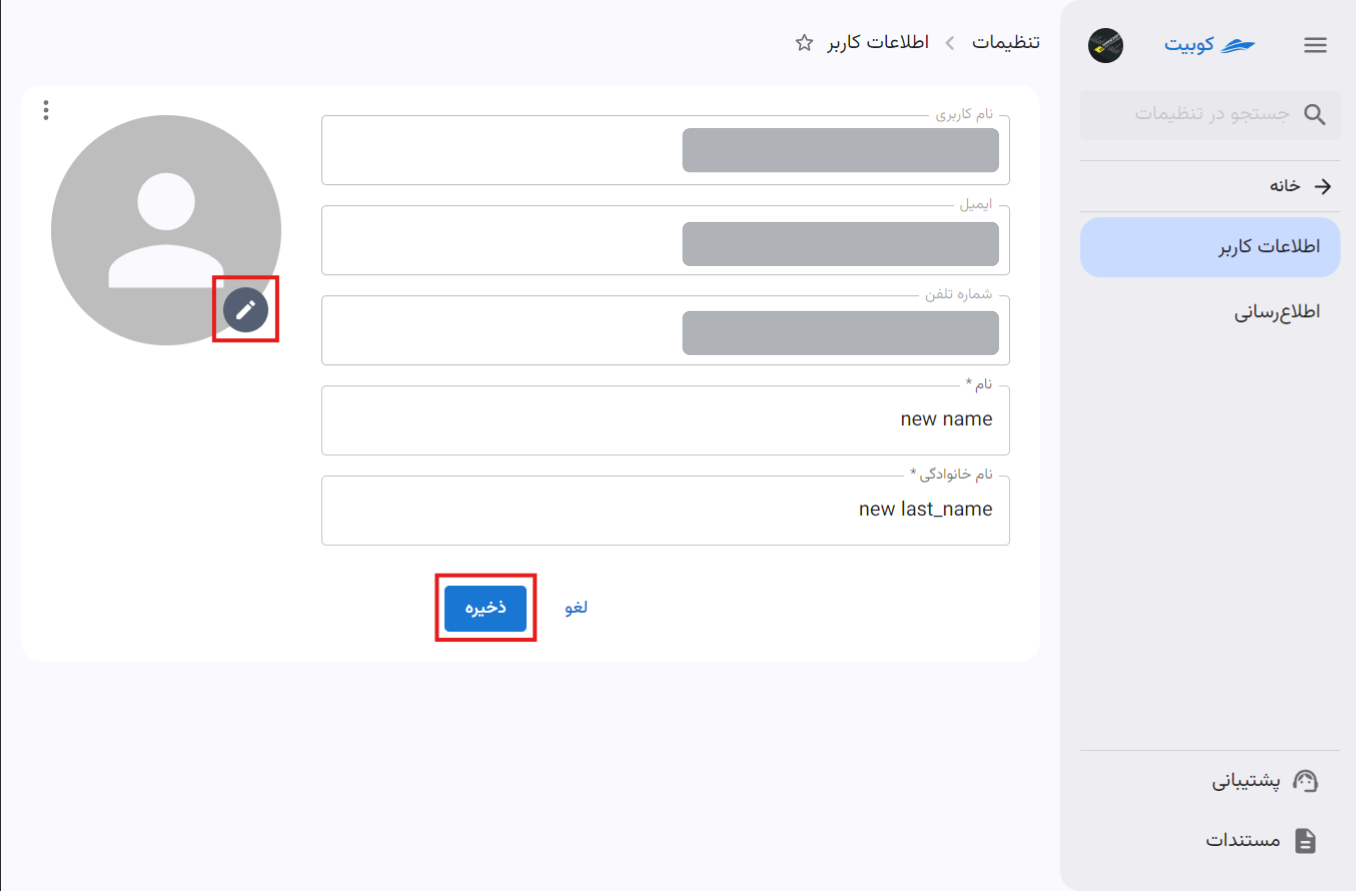 کوبیت
جستجو در تنظیمات
خانه
اطلاعات کاربر
اطلاع‌رسانی
پشتیبانی
مستندات
تنظیمات
اطلاعات کاربر
نام کاربری
ایمیل
شماره تلفن
نام *
new name
نام خانوادگی *
new last_name
لغو
ذخیره